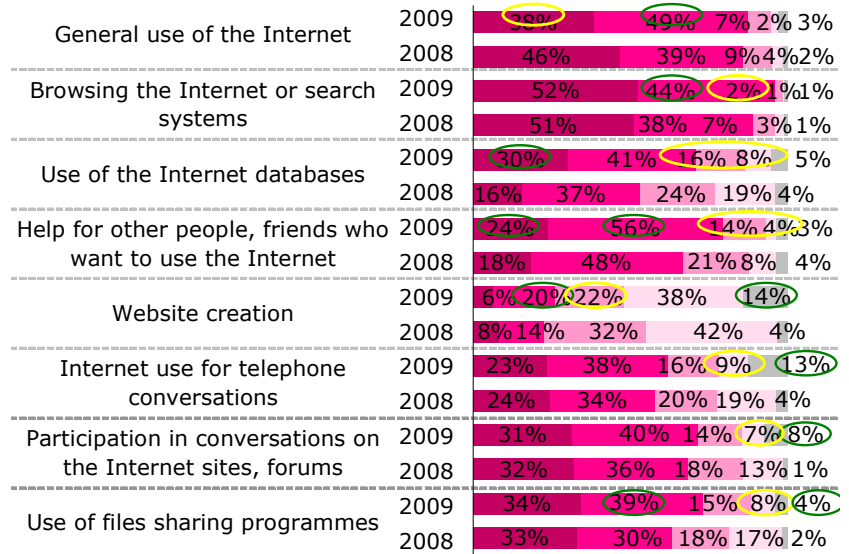 General use of the Internet
2009 38% 49% 7% 2% 3%
2008 46% 39% 9% 4% 2%
Browsing the Internet or search
systems
2009 52% 44% 2% 1% 1%
2008 51% 38% 7% 3% 1%
Use of the Internet databases
2009 30% 41% 16% 8% 5%
2008 16% 37% 24% 19% 4%
Help for other people, friends who
want to use the Internet
2009 24% 56% 14% 4% 3%
2008 18% 48% 21% 8% 4%
Website creation
2009 6% 20% 22% 38% 14%
2008 8% 14% 32% 42% 4%
Internet use for telephone
conversations
2009 23% 38% 16% 9% 13%
2008 24% 34% 20% 19% 4%
Participation in conversations on
the Internet sites, forums
2009 31% 40% 14% 7% 8%
2008 32% 36% 18% 13% 1%
Use of files sharing programmes
2009 34% 39% 15% 8% 4%
2008 33% 30% 18% 17% 2%